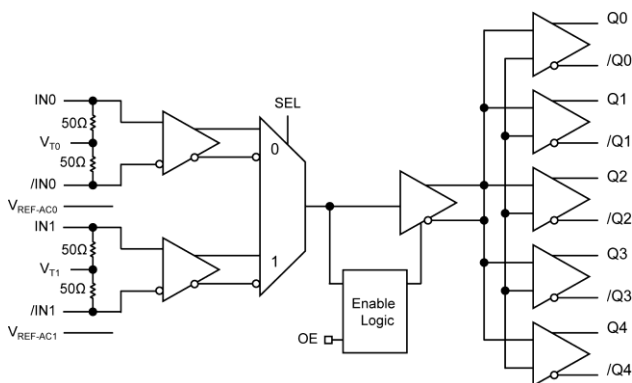 IN0
50Ω
VT0
50Ω
/IN0
VREF-AC0
IN1
50Ω
VT1
50Ω
/IN1
VREF-AC1
SEL
0
1
Enable
Logic
OE
Q0
/Q0
Q1
/Q1
Q2
/Q2
Q3
/Q3
Q4
/Q4